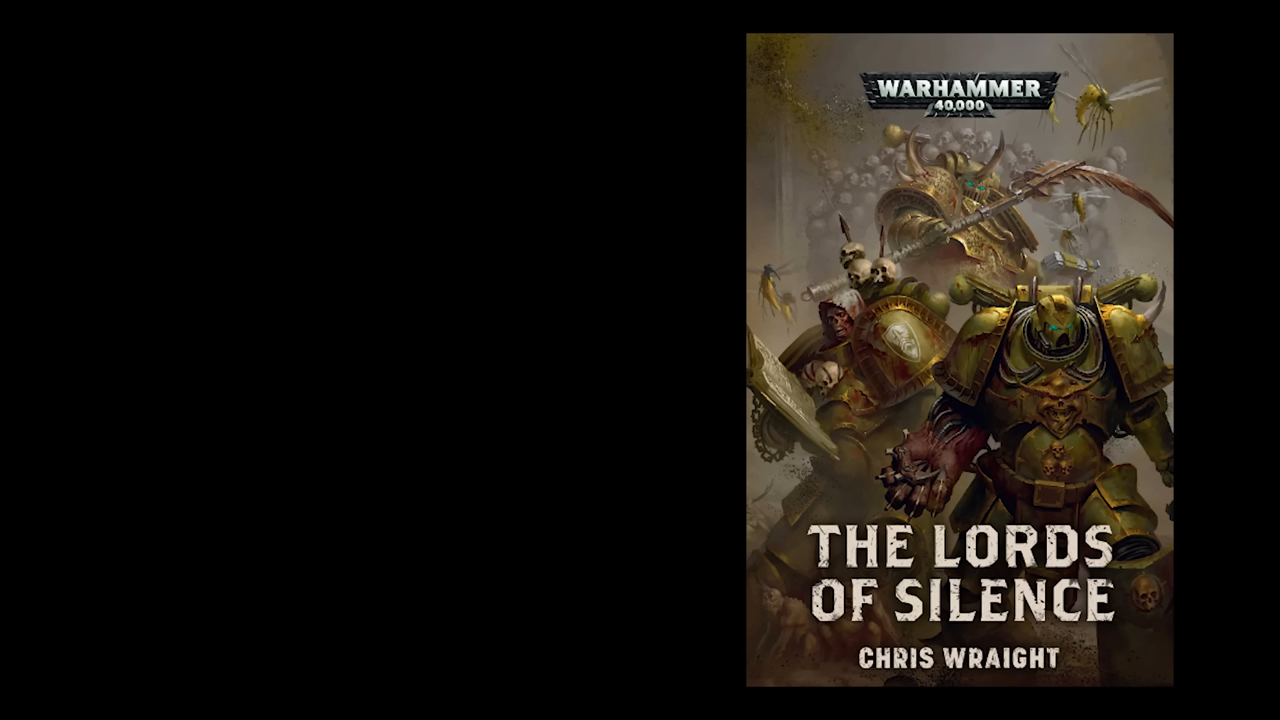 WARHAMMER
40,000
THE LORDS
OF SILENCE
CHRIS WRAIGHT